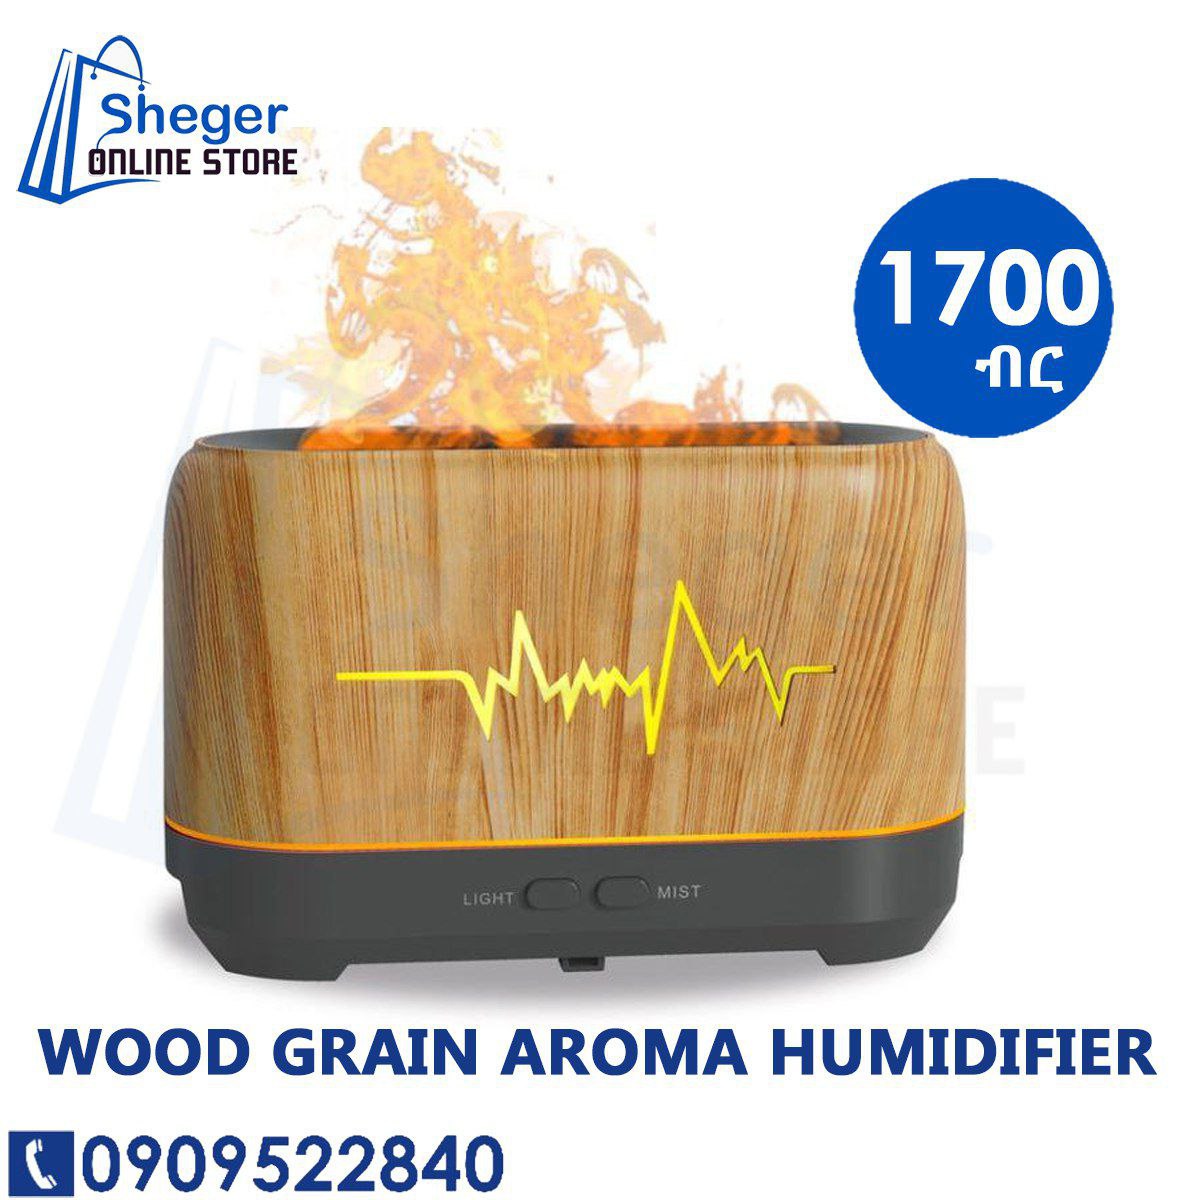 Sheger
ONLINE STORE
1700
ብር
LIGHT
MIST
WOOD GRAIN AROMA HUMIDIFIER
0909522840